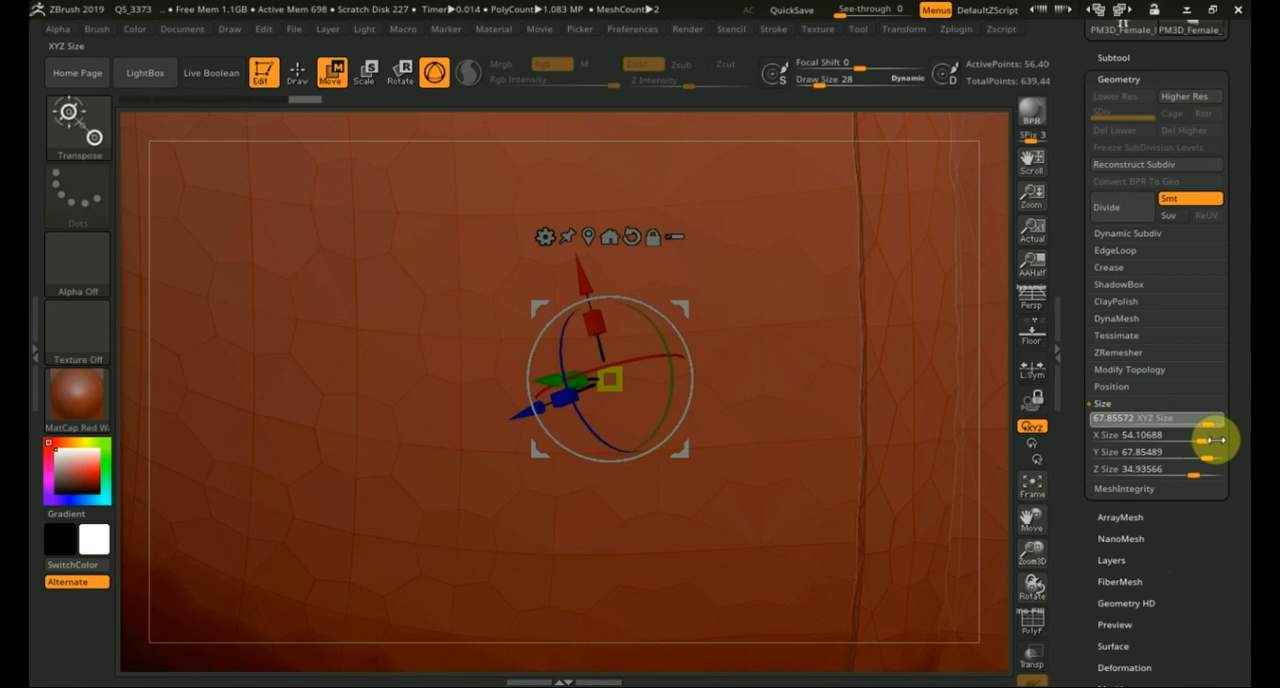 ZBrush 2019 QS_3373 .. • Free Mem 1.1GB • Active Mem 698 • Scratch Disk 227 • Timer▶0.014 • PolyCount▶1.083 MP • MeshCount▶2 AC QuickSave See-through 0 Menus DefaultZScript
Alpha Brush Color Document Draw Edit File Layer Light Macro Marker Material Movie Picker Preferences Render Stencil Stroke Texture Tool Transform Zplugin Zscript
XYZ Size
Home Page LightBox Live Boolean Edit Draw Move Scale Rotate
Mrgb Rgb M Zadd Zsub Zcut
Rgb Intensity Z Intensity
S Focal Shift 0
Draw Size 28 Dynamic D
ActivePoints: 56,40
TotalPoints: 639,44
Transpose
Dots
Alpha Off
Texture Off
MatCap Red W
Gradient
SwitchColor
Alternate
BPR
SPix 3
Scroll
Zoom
Actual
AAHalf
Dynamic
Persp
Floor
L.Sym
XYZ
Frame
Move
Zoom3D
Rotate
Line Fill
PolyF
Transp
PM3D_Female_ PM3D_Female_
Subtool
Geometry
Lower Res Higher Res
SDiv Cage Rstr
Del Lower Del Higher
Freeze SubDivision Levels
Reconstruct Subdiv
Convert BPR To Geo
Divide Smt
Suv ReUV
Dynamic Subdiv
EdgeLoop
Crease
ShadowBox
ClayPolish
DynaMesh
Tessimate
ZRemesher
Modify Topology
Position
Size
67.85572 XYZ Size
X Size 54.10688
Y Size 67.85489
Z Size 34.93566
MeshIntegrity
ArrayMesh
NanoMesh
Layers
FiberMesh
Geometry HD
Preview
Surface
Deformation